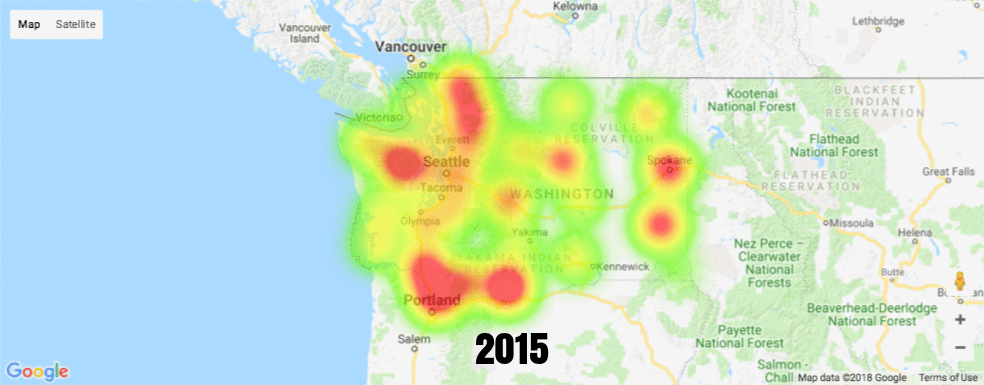 Map Satellite
Kelowna
Lethbridge
Vancouver
Island
Vancouver
Surrey
Kootenai
National Forest
BLACKFEET
INDIAN
RESERVATION
Victoria
COLVILLE
RESERVATION
Flathead
National Forest
Everett
Seattle
Spokane
FLATHEAD
RESERVATION
Great Falls
Tacoma
WASHINGTON
Olympia
Missoula
Yakima
Helena
YAKAMA INDIAN
RESERVATION
Kennewick
Nez Perce –
Clearwater
National
Forests
Butte
Portland
Beaverhead-Deerlodge
National Forest
Salem
2015
Payette
National Forest
Salmon -
Chall
Google
Map data ©2018 Google Terms of Use